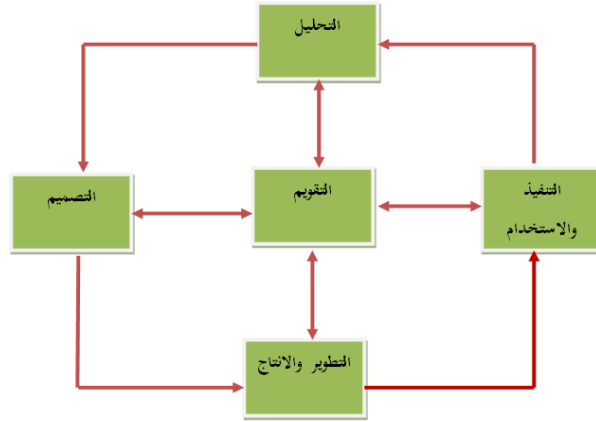 التحليل
التنفيذ
والاستخدام
التقويم
التصميم
التطوير والانتاج